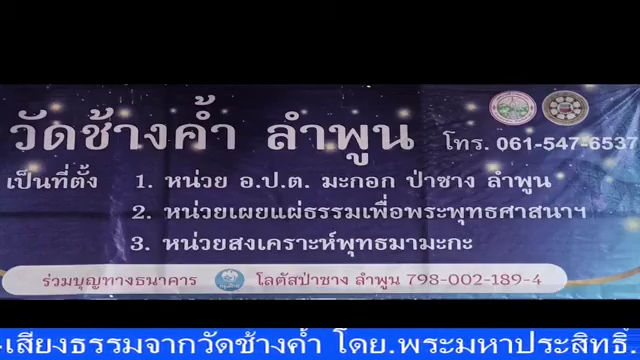 วัดช้างค้ำ ลำพูน โทร. 061-547-6537
เป็นที่ตั้ง 1. หน่วย อ.ป.ต. มะกอก ป่าซาง ลำพูน
2. หน่วยเผยแผ่ธรรมเพื่อพระพุทธศาสนาฯ
3. หน่วยสงเคราะห์พุทธมามะกะ
ร่วมบุญทางธนาคาร กรุงไทย โลตัสป่าซาง ลำพูน 798-002-189-4
-เสียงธรรมจากวัดช้างค้ำ โดย.พระมหาประสิทธิ์